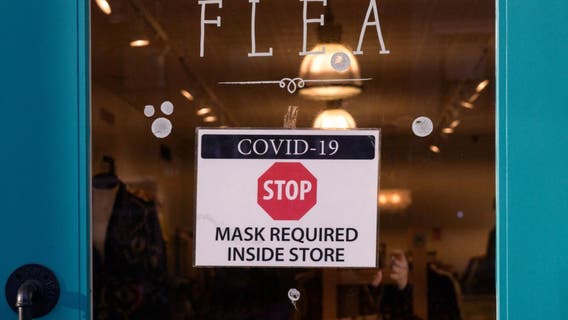 FLEA
COVID-19
STOP
MASK REQUIRED
INSIDE STORE